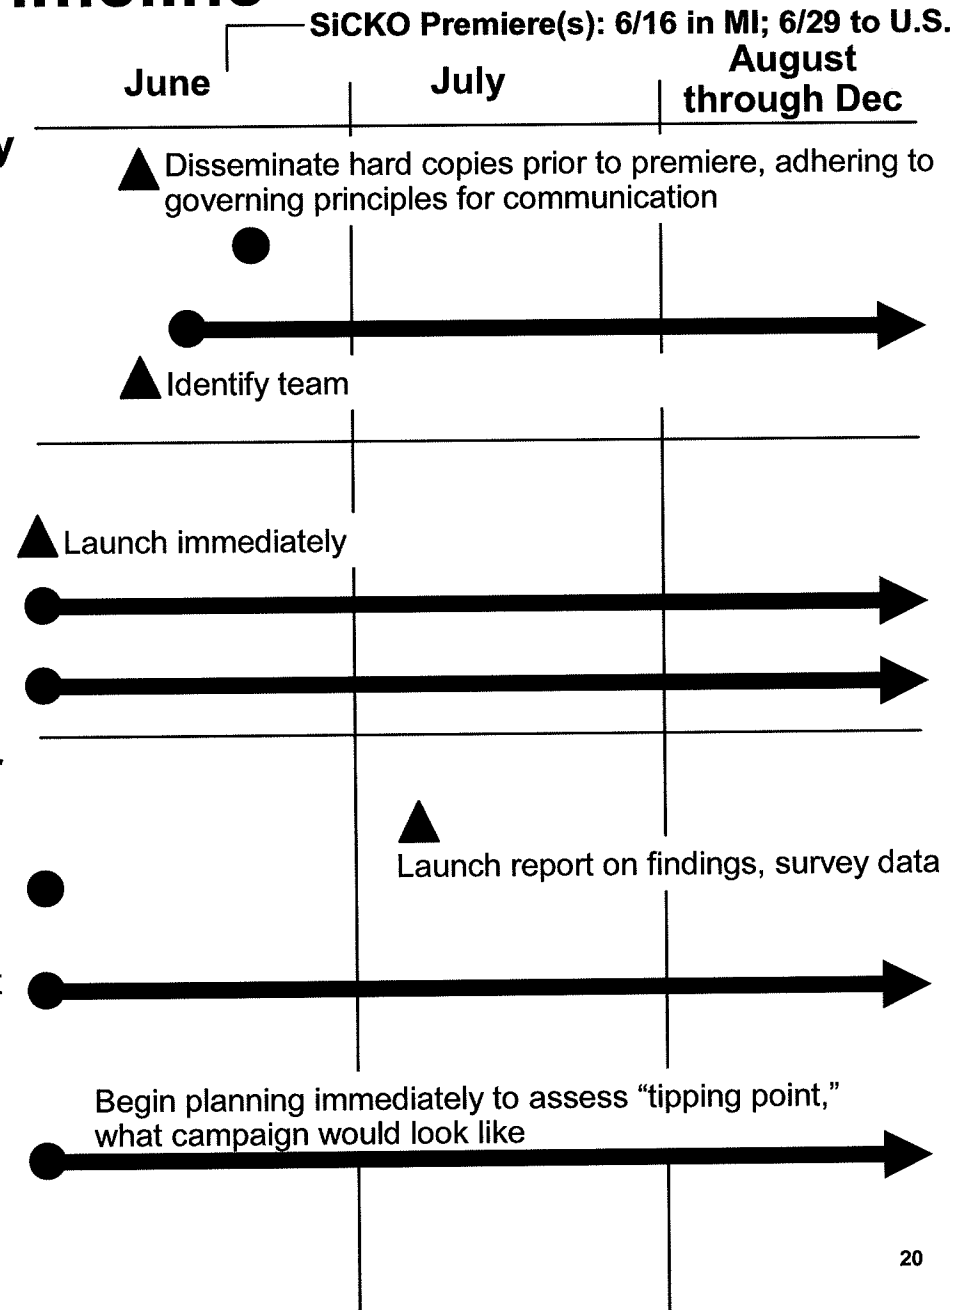 SiCKO Premiere(s): 6/16 in MI; 6/29 to U.S.
June
July
August
through Dec
Disseminate hard copies prior to premiere, adhering to
governing principles for communication
Identify team
Launch immediately
Launch report on findings, survey data
Begin planning immediately to assess “tipping point,”
what campaign would look like
20